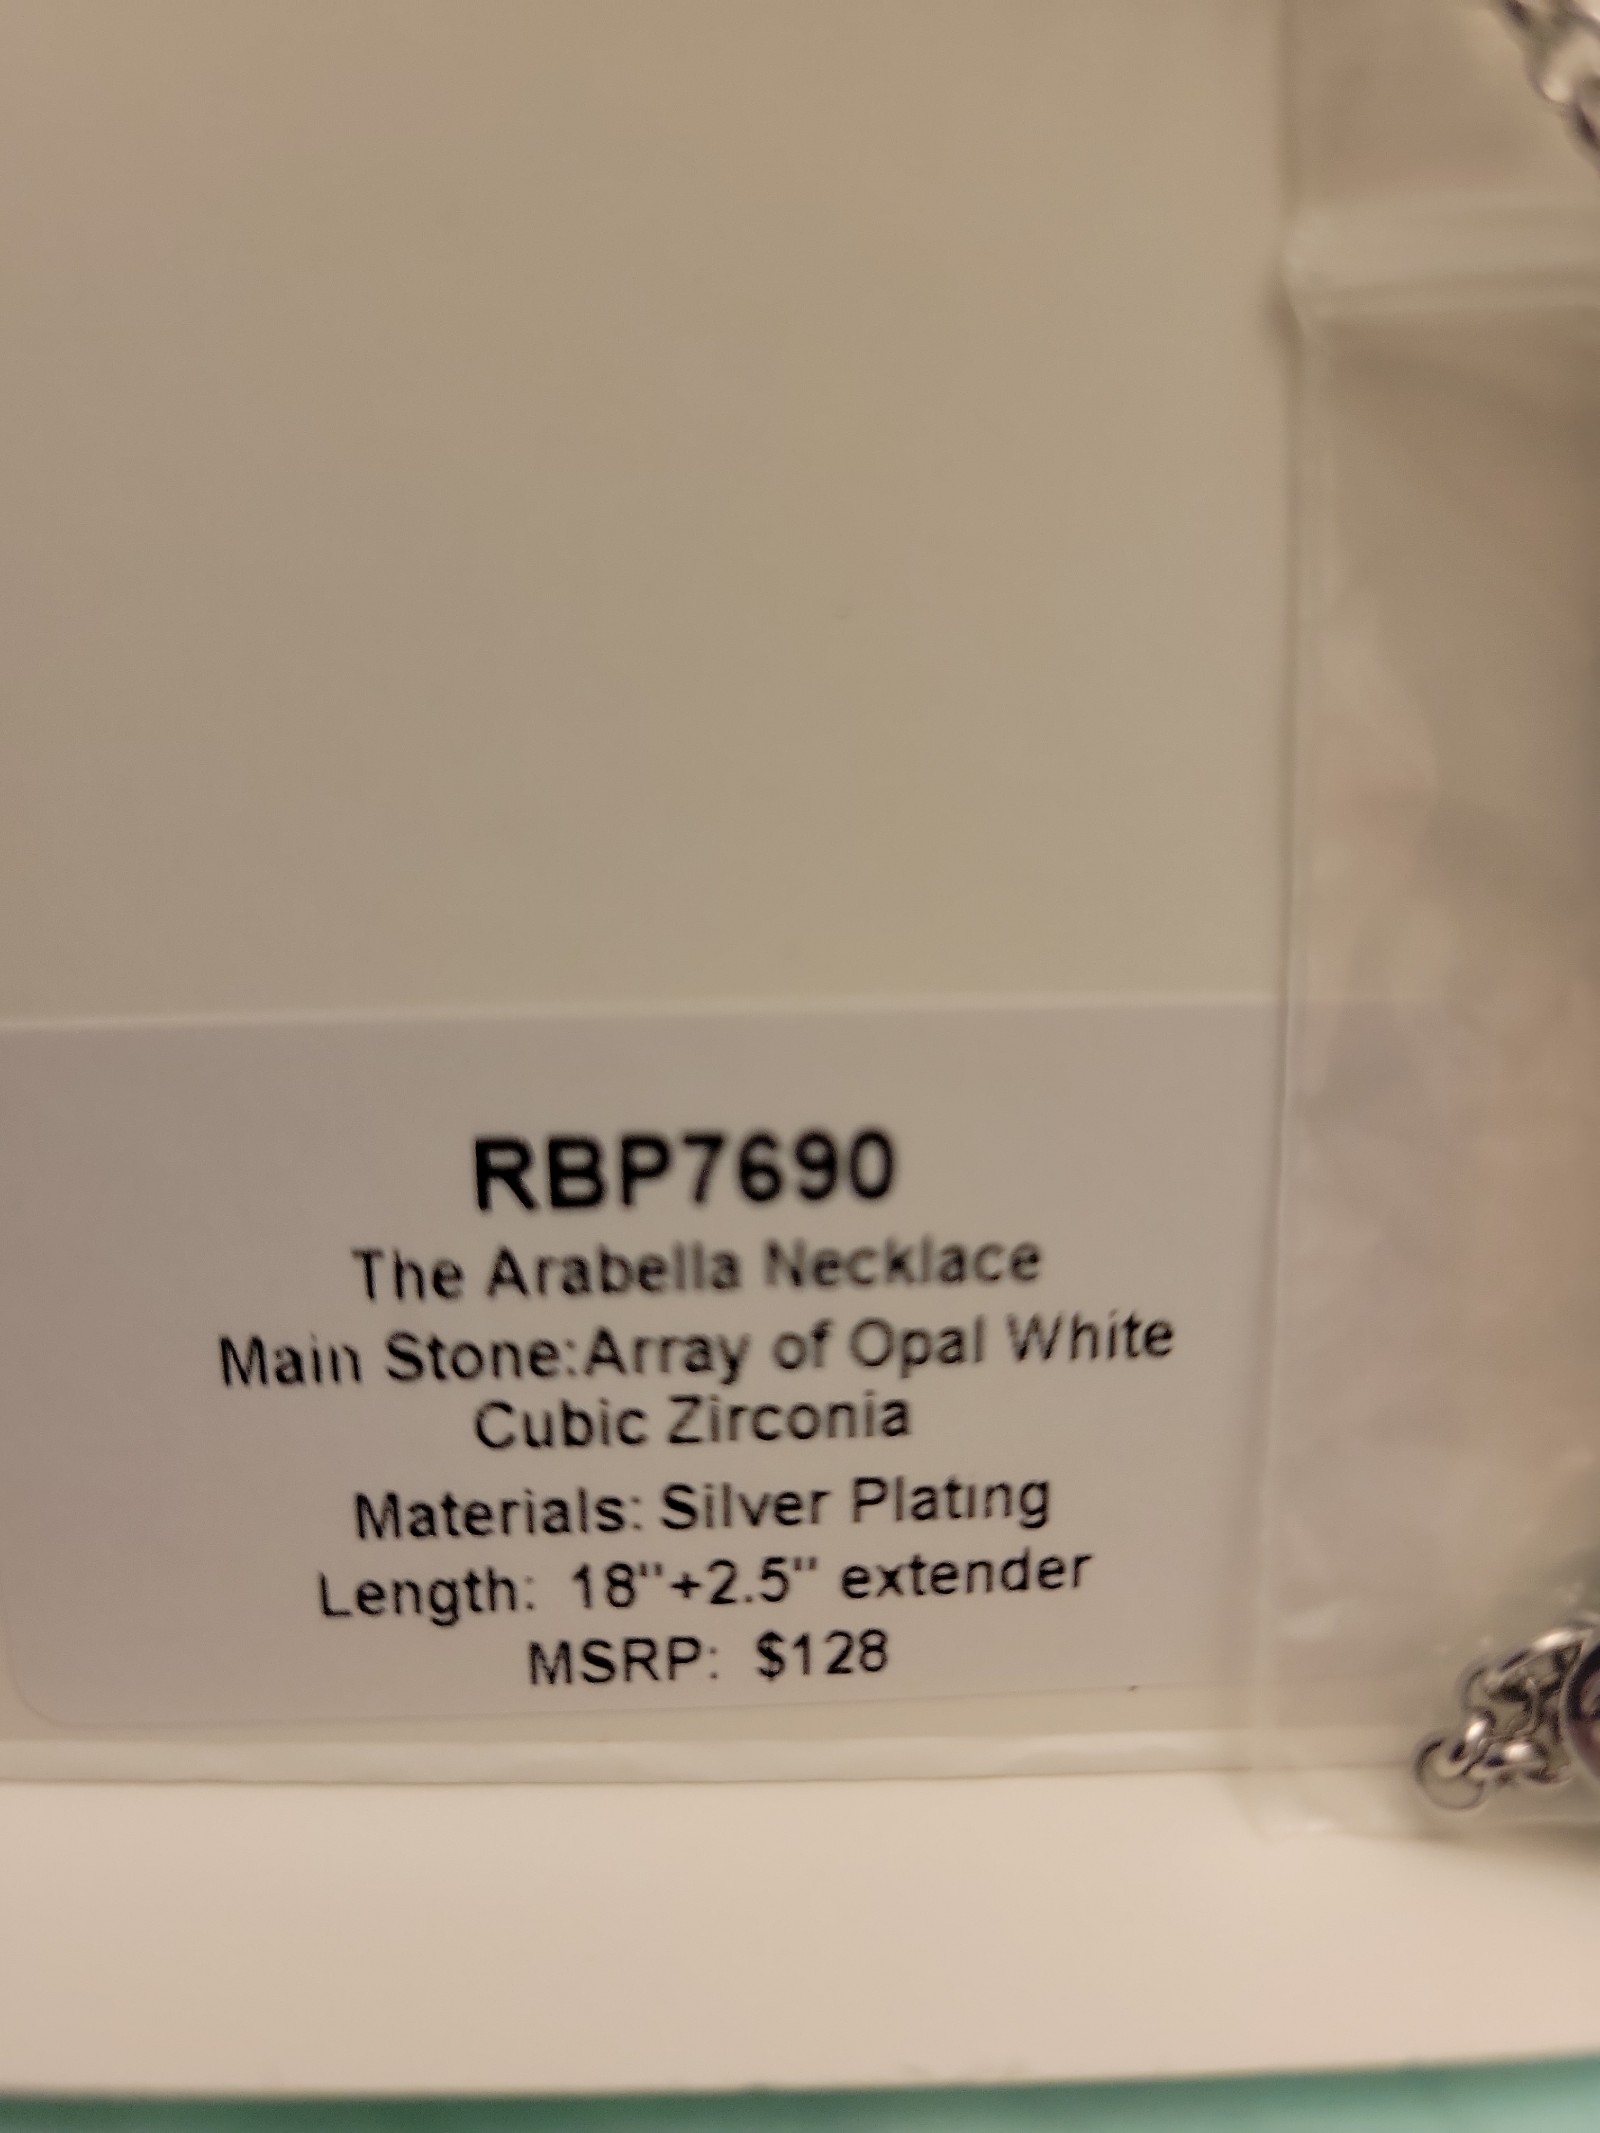 RBP7690
The Arabella Necklace
Main Stone:Array of Opal White
Cubic Zirconia
Materials: Silver Plating
Length: 18"+2.5" extender
MSRP: $128